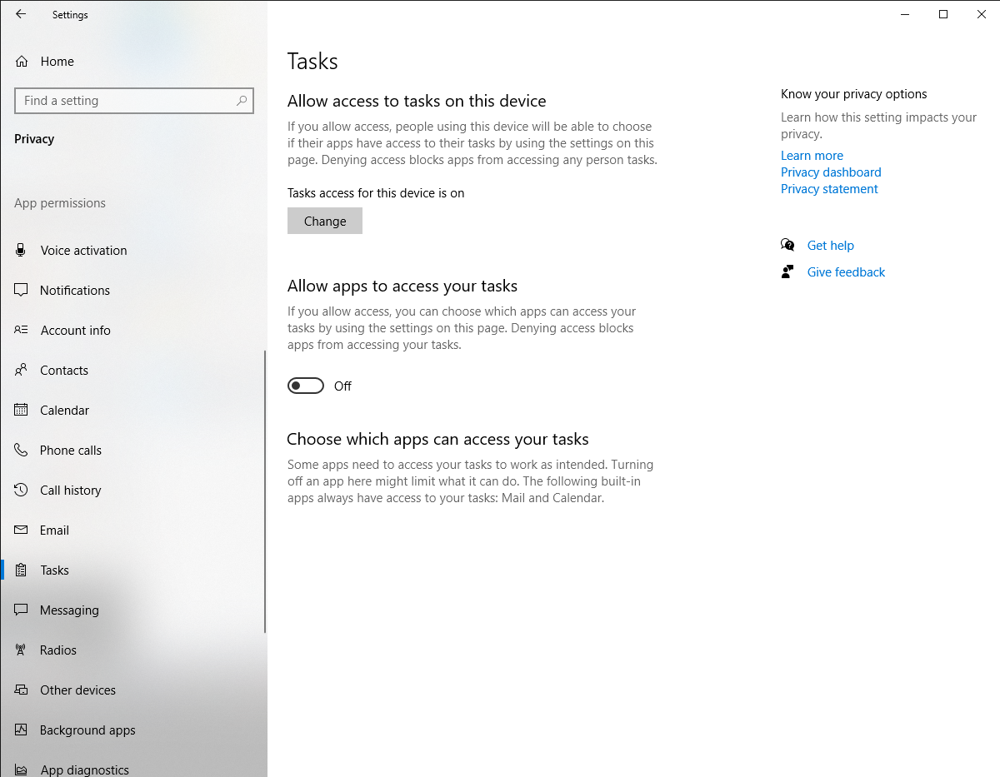 Settings
Home
Find a setting
Privacy
App permissions
Voice activation
Notifications
Account info
Contacts
Calendar
Phone calls
Call history
Email
Tasks
Messaging
Radios
Other devices
Background apps
App diagnostics
Tasks
Allow access to tasks on this device
If you allow access, people using this device will be able to choose
if their apps have access to their tasks by using the settings on this
page. Denying access blocks apps from accessing any person tasks.
Tasks access for this device is on
Change
Allow apps to access your tasks
If you allow access, you can choose which apps can access your
tasks by using the settings on this page. Denying access blocks
apps from accessing your tasks.
Off
Choose which apps can access your tasks
Some apps need to access your tasks to work as intended. Turning
off an app here might limit what it can do. The following built-in
apps always have access to your tasks: Mail and Calendar.
Know your privacy options
Learn how this setting impacts your
privacy.
Learn more
Privacy dashboard
Privacy statement
Get help
Give feedback